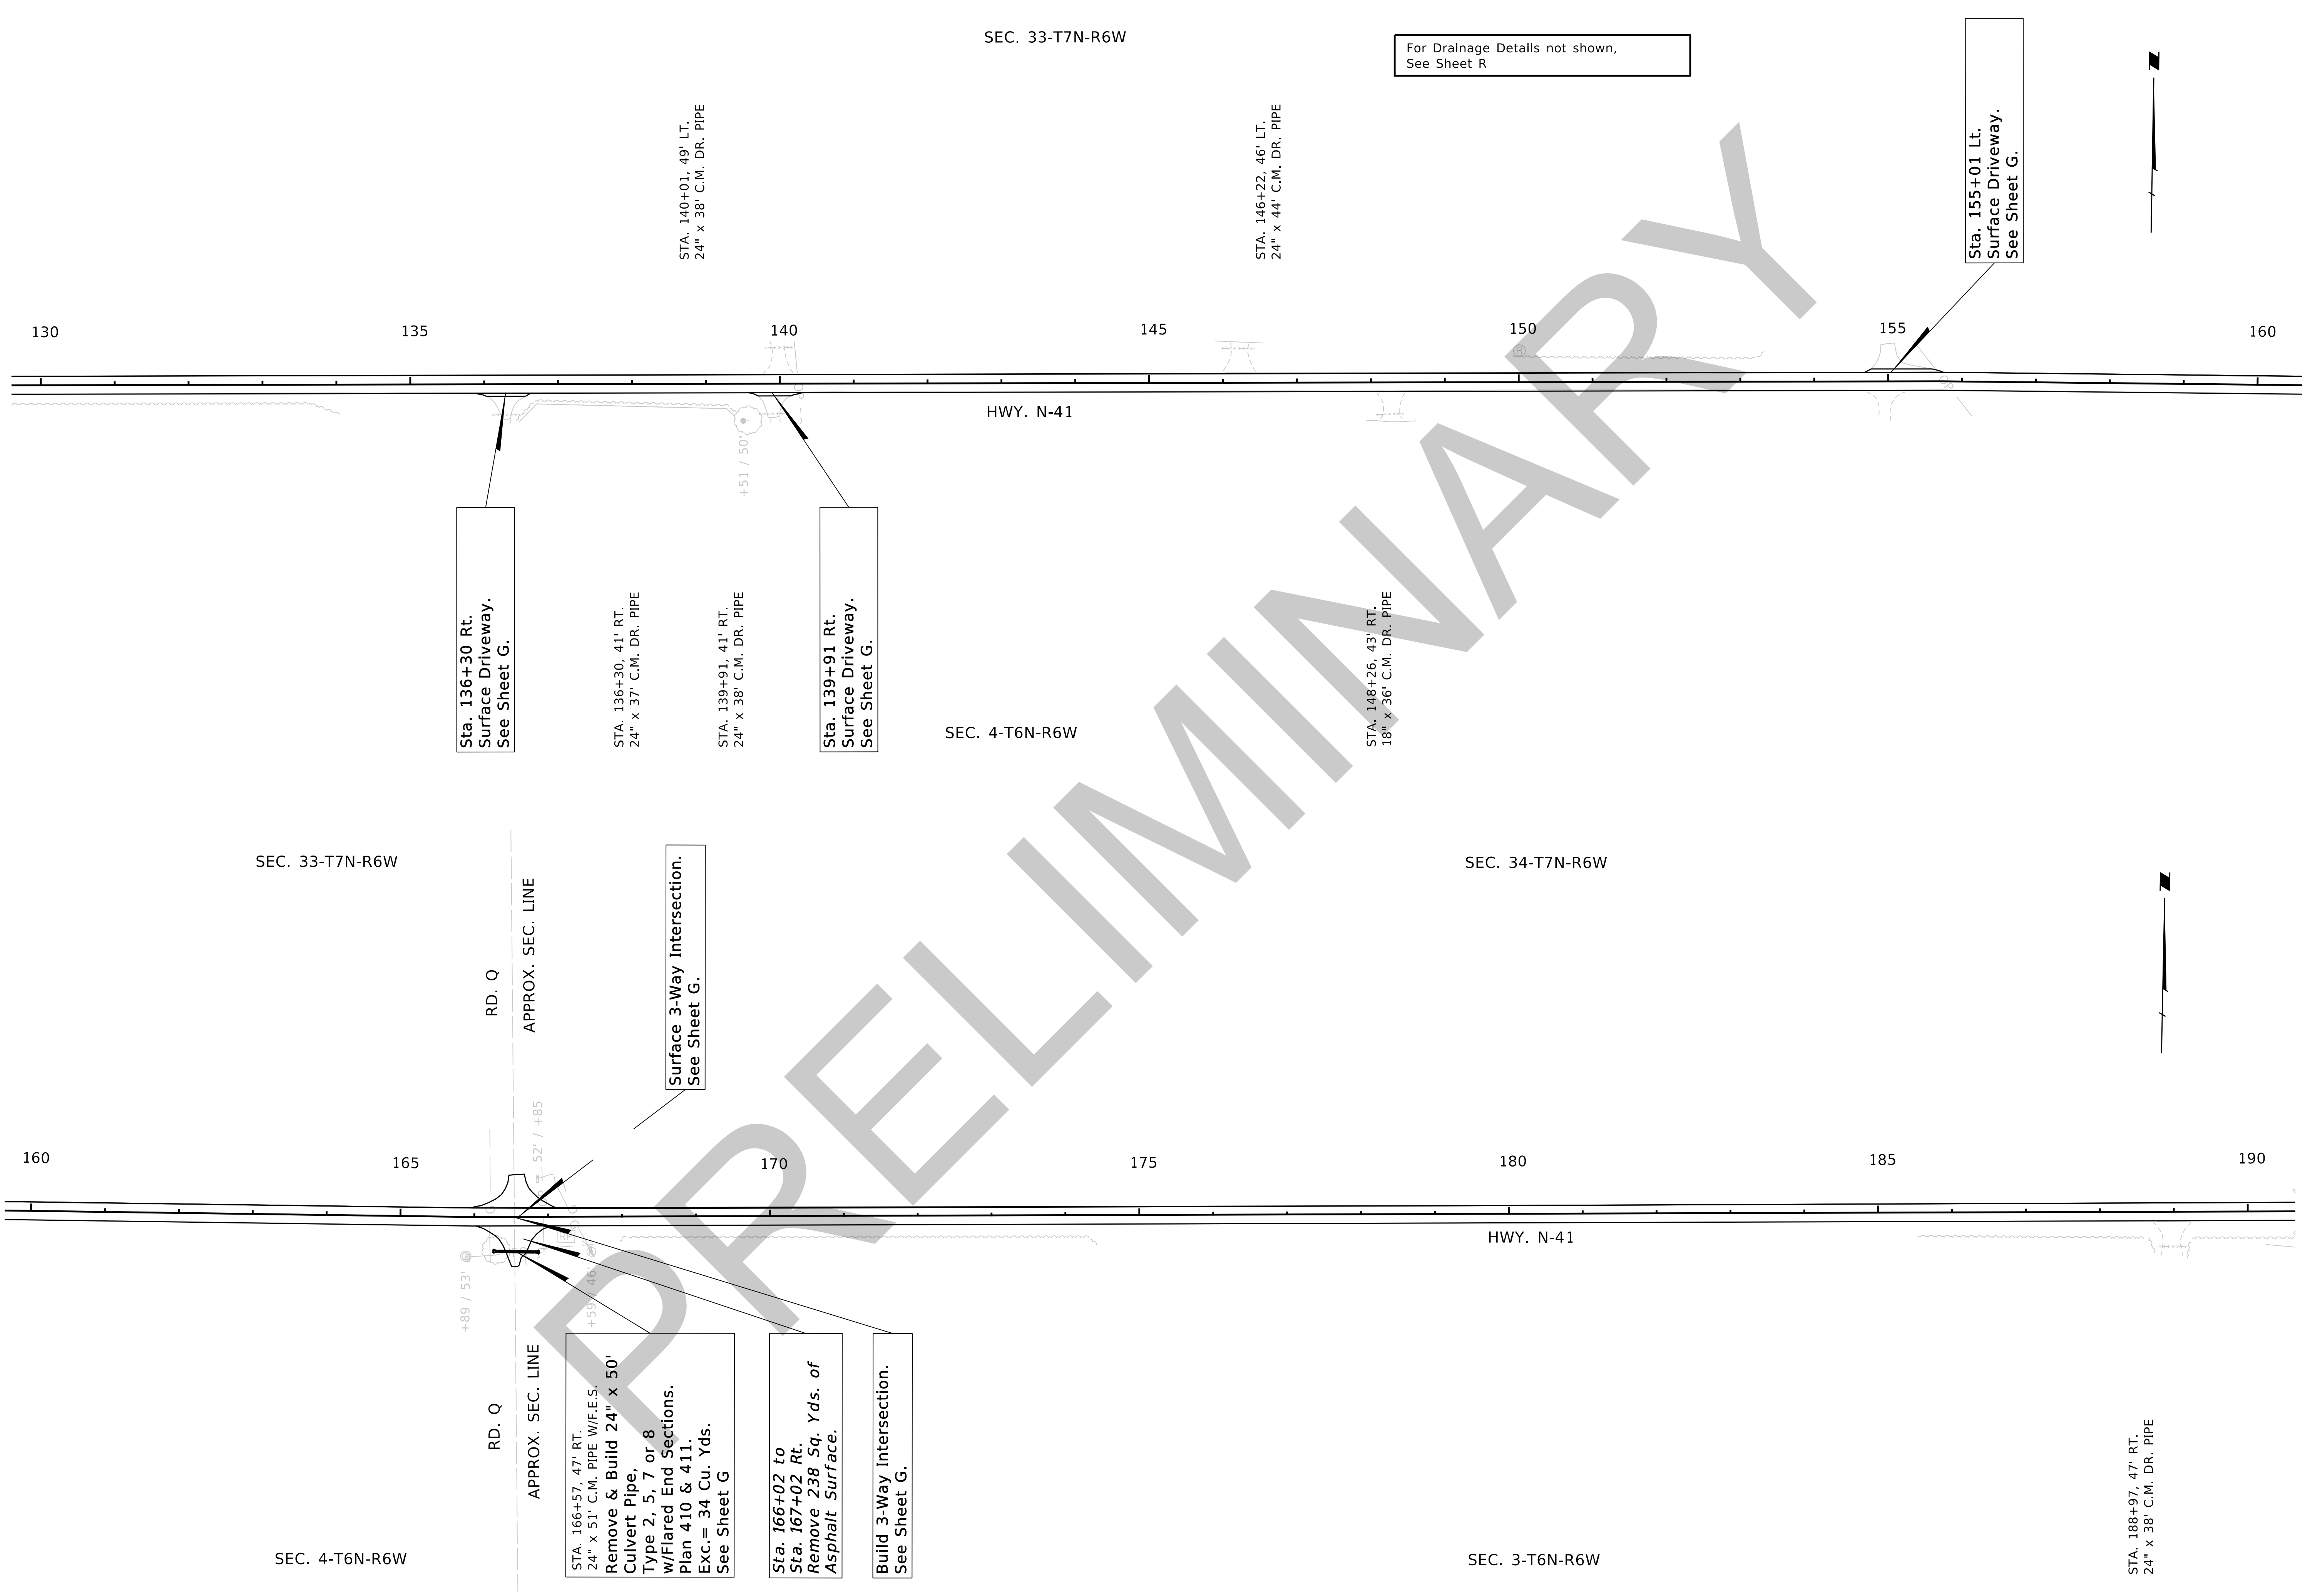 SEC. 33-T7N-R6W
For Drainage Details not shown,
See Sheet R
STA. 140+01, 49' LT.
24" x 38' C.M. DR. PIPE
STA. 146+22, 46' LT.
24" x 44' C.M. DR. PIPE
Sta. 155+01 Lt.
Surface Driveway.
See Sheet G.
N
130
135
140
145
150
155
160
HWY. N-41
+51 / 50'
Sta. 136+30 Rt.
Surface Driveway.
See Sheet G.
STA. 136+30, 41' RT.
24" x 37' C.M. DR. PIPE
STA. 139+91, 41' RT.
24" x 38' C.M. DR. PIPE
Sta. 139+91 Rt.
Surface Driveway.
See Sheet G.
STA. 148+26, 43' RT.
18" x 36' C.M. DR. PIPE
SEC. 4-T6N-R6W
PRELIMINARY
SEC. 33-T7N-R6W
RD. Q
APPROX. SEC. LINE
Surface 3-Way Intersection.
See Sheet G.
SEC. 34-T7N-R6W
N
52' / +85
160
165
170
175
180
185
190
HWY. N-41
+89 / 53'
+59 / 46'
RD. Q
APPROX. SEC. LINE
STA. 166+57, 47' RT.
24" x 51' C.M. PIPE W/F.E.S.
Remove & Build 24" x 50'
Culvert Pipe,
Type 2, 5, 7 or 8
w/Flared End Sections.
Plan 410 & 411.
Exc.= 34 Cu. Yds.
See Sheet G
Sta. 166+02 to
Sta. 167+02 Rt.
Remove 238 Sq. Yds. of
Asphalt Surface.
Build 3-Way Intersection.
See Sheet G.
STA. 188+97, 47' RT.
24" x 38' C.M. DR. PIPE
SEC. 4-T6N-R6W
SEC. 3-T6N-R6W